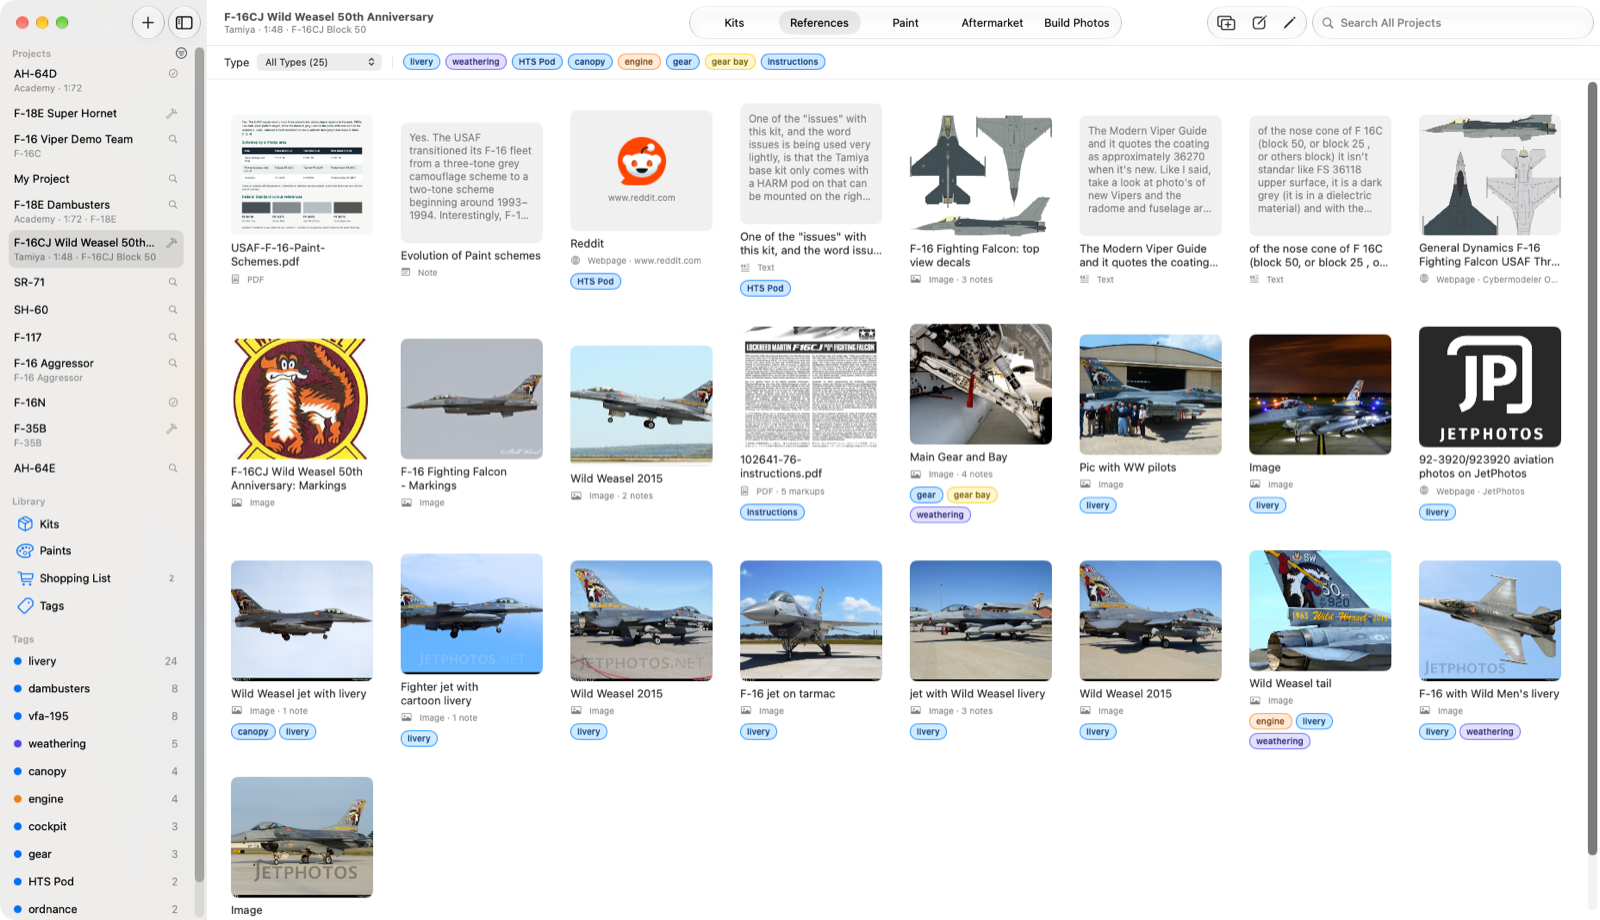 F-16CJ Wild Weasel 50th Anniversary
Tamiya · 1:48 · F-16CJ Block 50
Kits
References
Paint
Aftermarket
Build Photos
Search All Projects
Projects
AH-64D
Academy · 1:72
F-18E Super Hornet
F-16 Viper Demo Team
F-16C
My Project
F-18E Dambusters
Academy · 1:72 · F-18E
F-16CJ Wild Weasel 50th...
Tamiya · 1:48 · F-16CJ Block 50
SR-71
SH-60
F-117
F-16 Aggressor
F-16 Aggressor
F-16N
F-35B
F-35B
AH-64E
Library
Kits
Paints
Shopping List 2
Tags
Tags
livery 24
dambusters 8
vfa-195 8
weathering 5
canopy 4
engine 4
cockpit 3
gear 3
HTS Pod 2
ordnance 2
Type
All Types (25)
livery
weathering
HTS Pod
canopy
engine
gear
gear bay
instructions
USAF-F-16-Paint-
Schemes.pdf
PDF
Yes. The USAF
transitioned its F-16 fleet
from a three-tone grey
camouflage scheme to a
two-tone scheme
beginning around 1993–
1994. Interestingly, F-1...
Evolution of Paint schemes
Note
www.reddit.com
Reddit
Webpage · www.reddit.com
HTS Pod
One of the "issues" with
this kit, and the word
issues is being used very
lightly, is that the Tamiya
base kit only comes with
a HARM pod on that can
be mounted on the righ...
One of the "issues" with
this kit, and the word issu...
Text
HTS Pod
F-16 Fighting Falcon: top
view decals
Image · 3 notes
The Modern Viper Guide
and it quotes the coating
as approximately 36270
when it's new. Like I said,
take a look at photo's of
new Vipers and the
radome and fuselage ar...
The Modern Viper Guide
and it quotes the coating...
Text
of the nose cone of F 16C
(block 50, or block 25 ,
or others block) it isn't
standar like FS 36118
upper surface, it is a dark
grey (it is in a dielectric
material) and with the...
of the nose cone of F 16C
(block 50, or block 25 , o...
Text
General Dynamics F-16
Fighting Falcon USAF Thr...
Webpage · Cybermodeler O...
F-16CJ Wild Weasel 50th
Anniversary: Markings
Image
F-16 Fighting Falcon
- Markings
Image
Wild Weasel 2015
Image · 2 notes
LOCKHEED MARTIN F-16CJ FIGHTING FALCON
102641-76-
instructions.pdf
PDF · 5 markups
instructions
Main Gear and Bay
Image · 4 notes
gear
gear bay
weathering
Pic with WW pilots
Image
livery
Image
Image
livery
JP
JETPHOTOS
92-3920/923920 aviation
photos on JetPhotos
Webpage · JetPhotos
livery
Wild Weasel jet with livery
Image · 1 note
canopy
livery
JETPHOTOS.NET
Fighter jet with
cartoon livery
Image · 1 note
livery
JETPHOTOS.NET
Wild Weasel 2015
Image
livery
F-16 jet on tarmac
Image
livery
jet with Wild Weasel livery
Image · 3 notes
livery
Wild Weasel 2015
Image
livery
SW
50
920
1965 Wild Weasel 2015
Wild Weasel tail
Image
engine
livery
weathering
JETPHOTOS
F-16 with Wild Men's livery
Image
livery
weathering
JETPHOTOS
Image